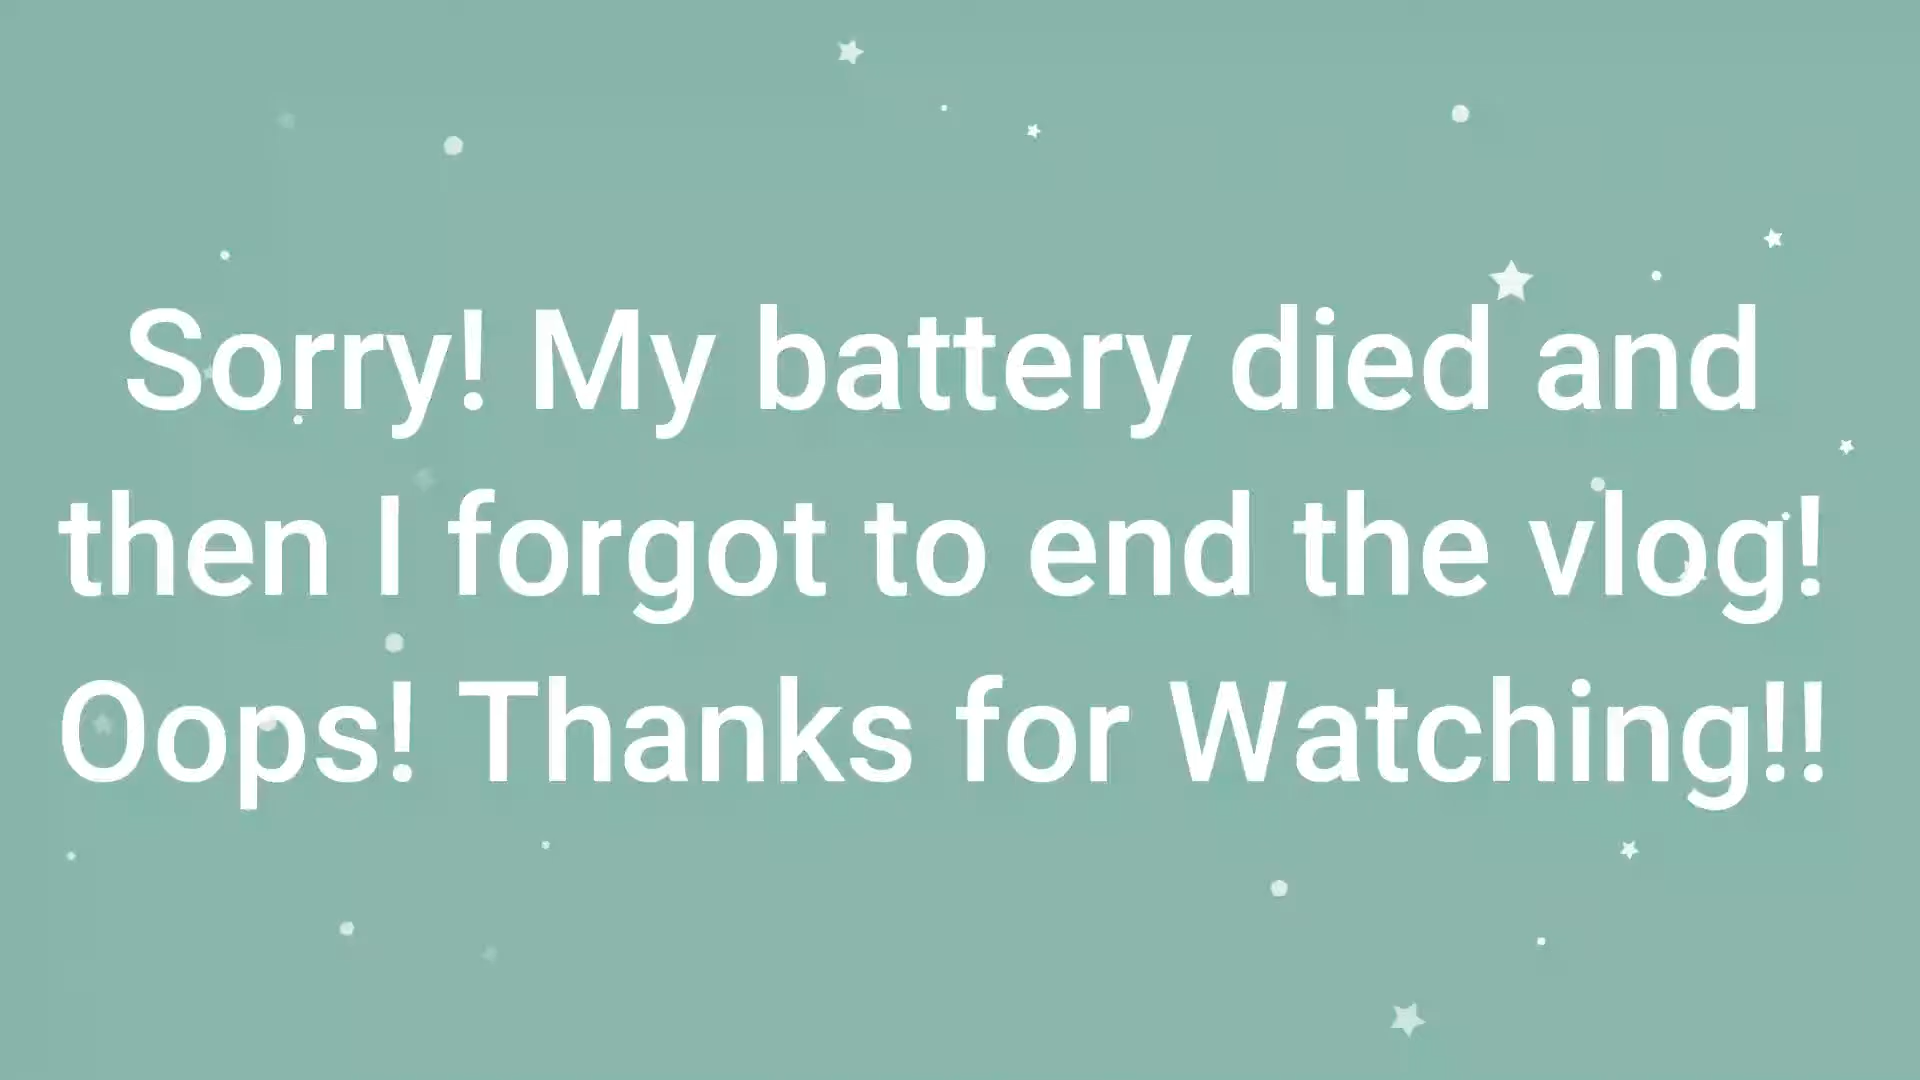 Sorry! My battery died and
then I forgot to end the vlog!
Oops! Thanks for Watching!!